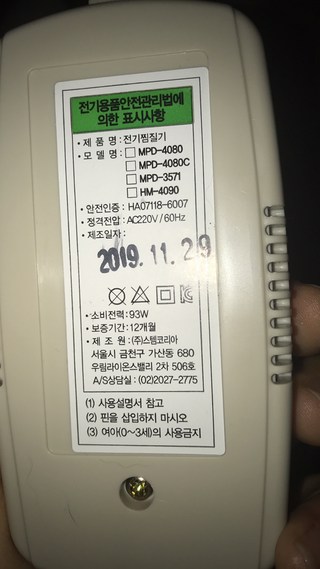 전기용품안전관리법에
의한 표시사항
• 제 품 명 : 전기찜질기
• 모 델 명 : □ MPD-4080
□ MPD-4080C
□ MPD-3571
□ HM-4090
• 안전인증 : HA07118-6007
• 정격전압 : AC220V / 60Hz
• 제조일자 :
2019. 11. 29
• 소비전력 : 93W
• 보증기간 : 12개월
• 제 조 원 : (주)스템코리아
서울시 금천구 가산동 680
우림라이온스밸리 2차 506호
A/S상담실 : (02)2027-2775
(1) 사용설명서 참고
(2) 핀을 삽입하지 마시오
(3) 여아(0~3세)의 사용금지